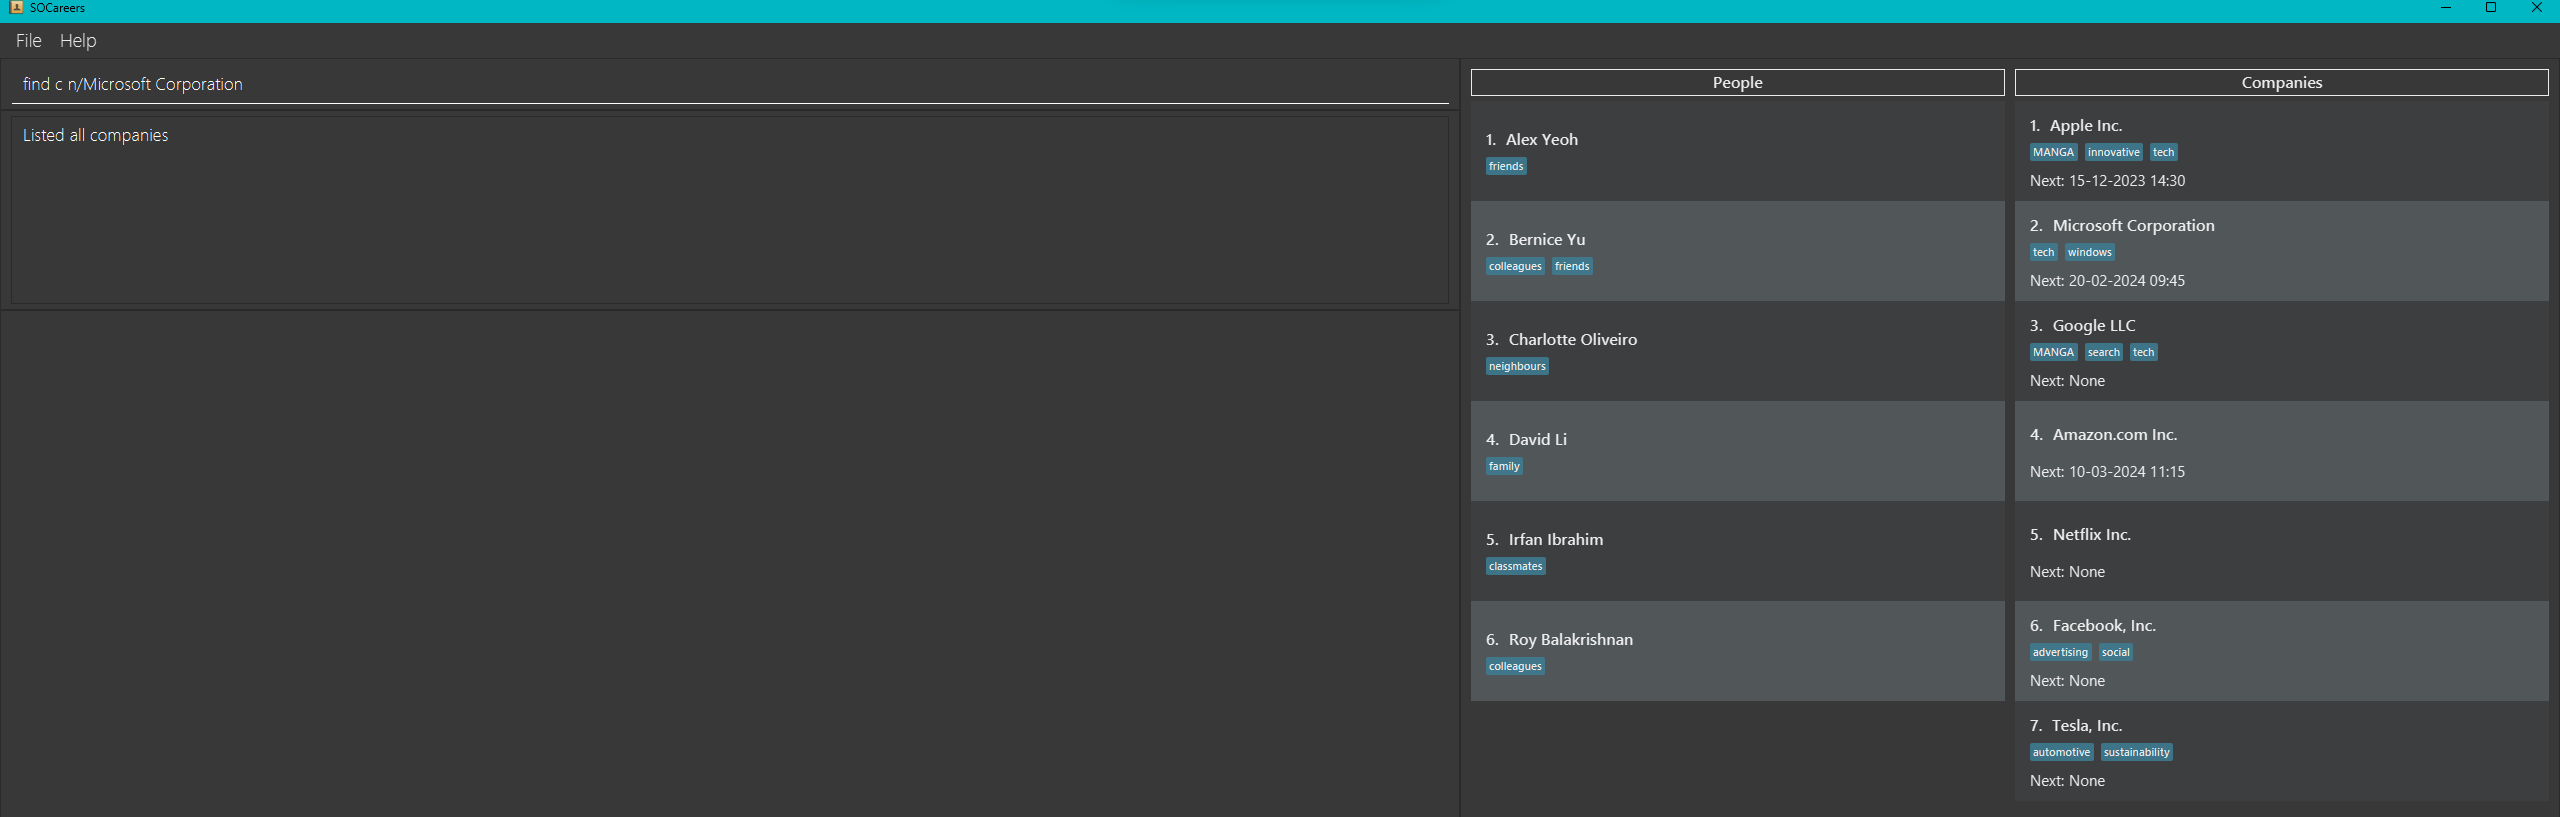 SOCareers
File Help
find c n/Microsoft Corporation
Listed all companies
People
1. Alex Yeoh
friends
2. Bernice Yu
colleagues friends
3. Charlotte Oliveiro
neighbours
4. David Li
family
5. Irfan Ibrahim
classmates
6. Roy Balakrishnan
colleagues
Companies
1. Apple Inc.
MANGA innovative tech
Next: 15-12-2023 14:30
2. Microsoft Corporation
tech windows
Next: 20-02-2024 09:45
3. Google LLC
MANGA search tech
Next: None
4. Amazon.com Inc.
Next: 10-03-2024 11:15
5. Netflix Inc.
Next: None
6. Facebook, Inc.
advertising social
Next: None
7. Tesla, Inc.
automotive sustainability
Next: None